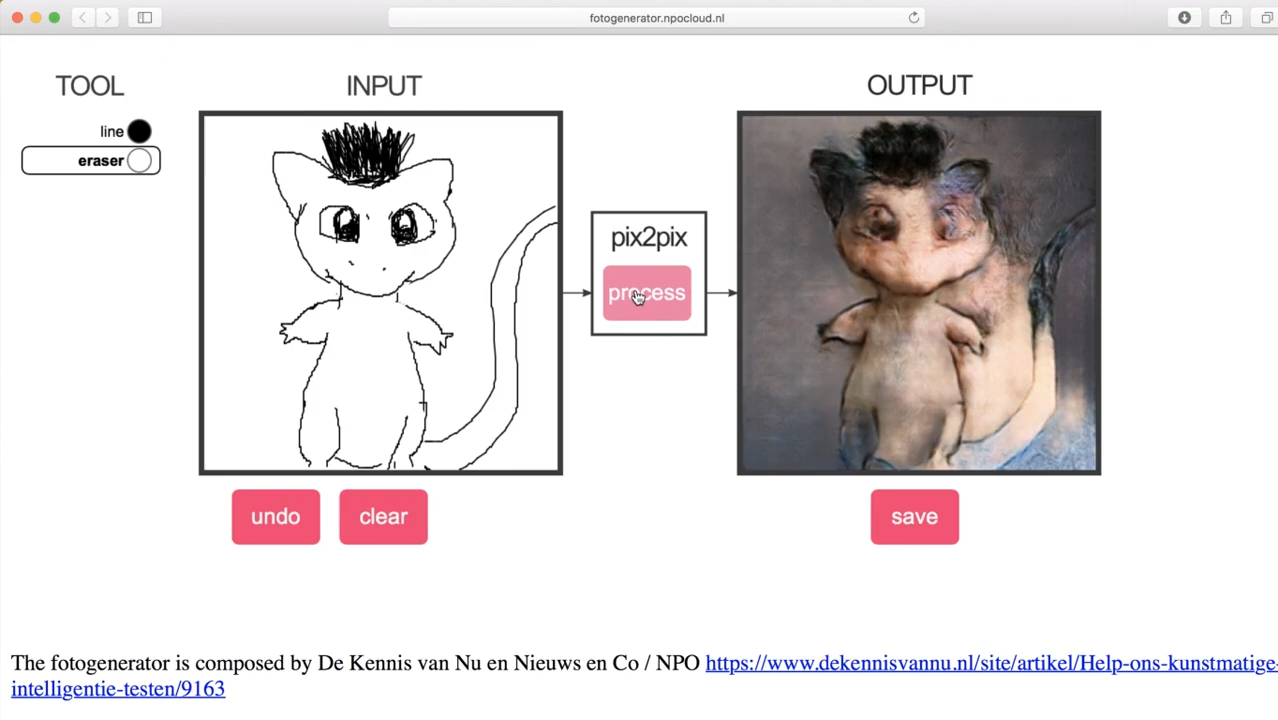 fotogenerator.npocloud.nl
TOOL
INPUT
OUTPUT
line
eraser
pix2pix
process
undo
clear
save
The fotogenerator is composed by De Kennis van Nu en Nieuws en Co / NPO https://www.dekennisvannu.nl/site/artikel/Help-ons-kunstmatige-
intelligentie-testen/9163